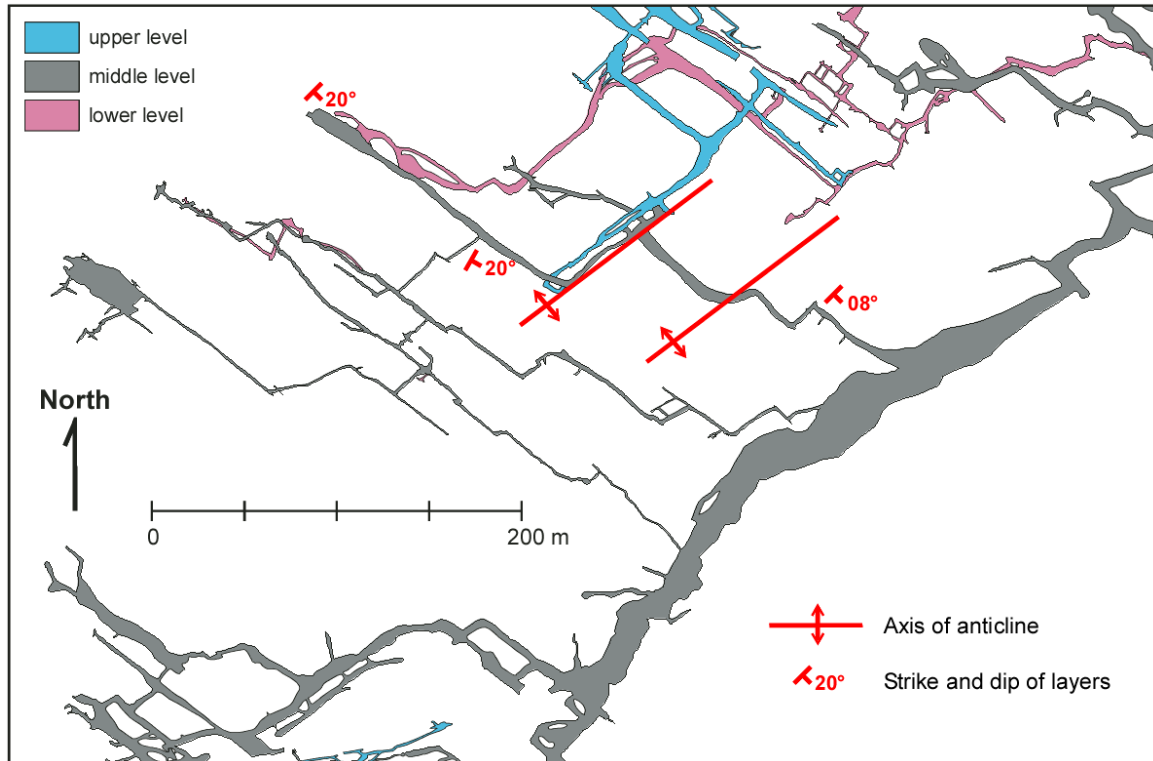 upper level
middle level
lower level
20°
20°
08°
North
0
200 m
Axis of anticline
20°
Strike and dip of layers